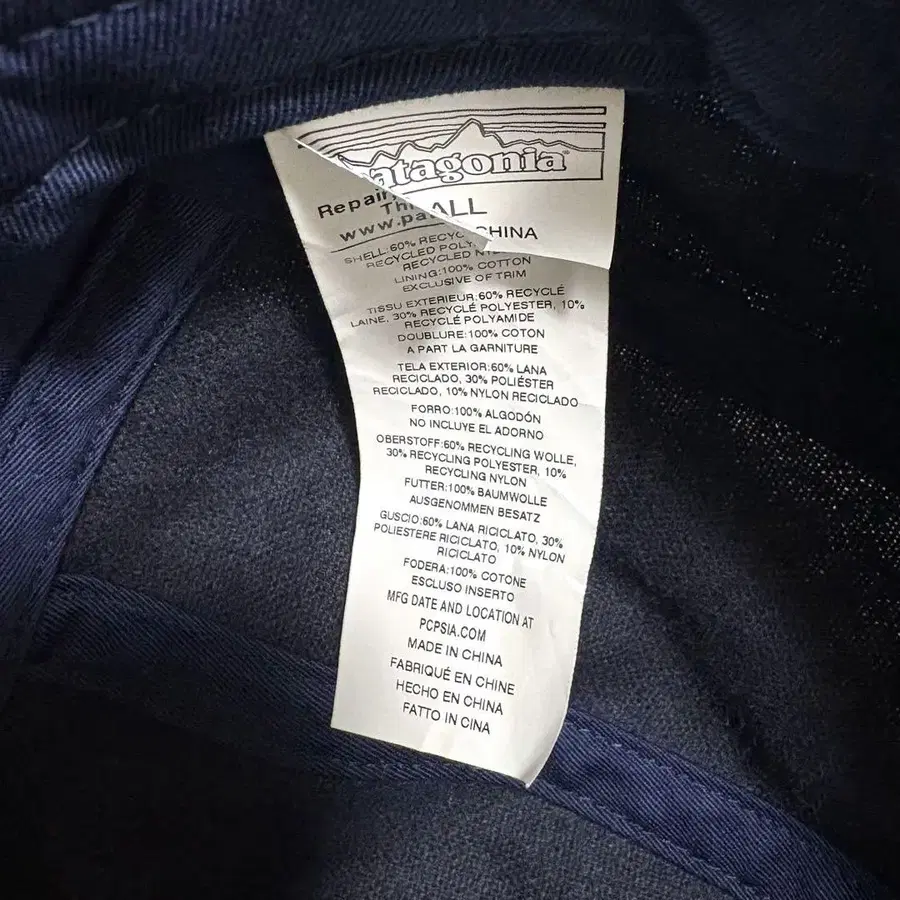 patagonia
ALL
CHINA
Repair
www.pa
SHELL:60% RECYC
RECYCLED POLY
RECYCLED
LINING:100% COTTON
EXCLUSIVE OF TRIM
TISSU EXTERIEUR:60% RECYCLÉ
LAINE, 30% RECYCLÉ POLYESTER, 10%
RECYCLÉ POLYAMIDE
DOUBLURE:100% COTON
A PART LA GARNITURE
TELA EXTERIOR:60% LANA
RECICLADO, 30% POLIÉSTER
RECICLADO, 10% NYLON RECICLADO
FORRO:100% ALGODÓN
NO INCLUYE EL ADORNO
OBERSTOFF:60% RECYCLING WOLLE,
30% RECYCLING POLYESTER, 10%
RECYCLING NYLON
FUTTER:100% BAUMWOLLE
AUSGENOMMEN BESATZ
GUSCIO:60% LANA RICICLATO, 30%
POLIESTERE RICICLATO, 10% NYLON
RICICLATO
FODERA:100% COTONE
ESCLUSO INSERTO
MFG DATE AND LOCATION AT
PCPSIA.COM
MADE IN CHINA
FABRIQUÉ EN CHINE
HECHO EN CHINA
FATTO IN CINA